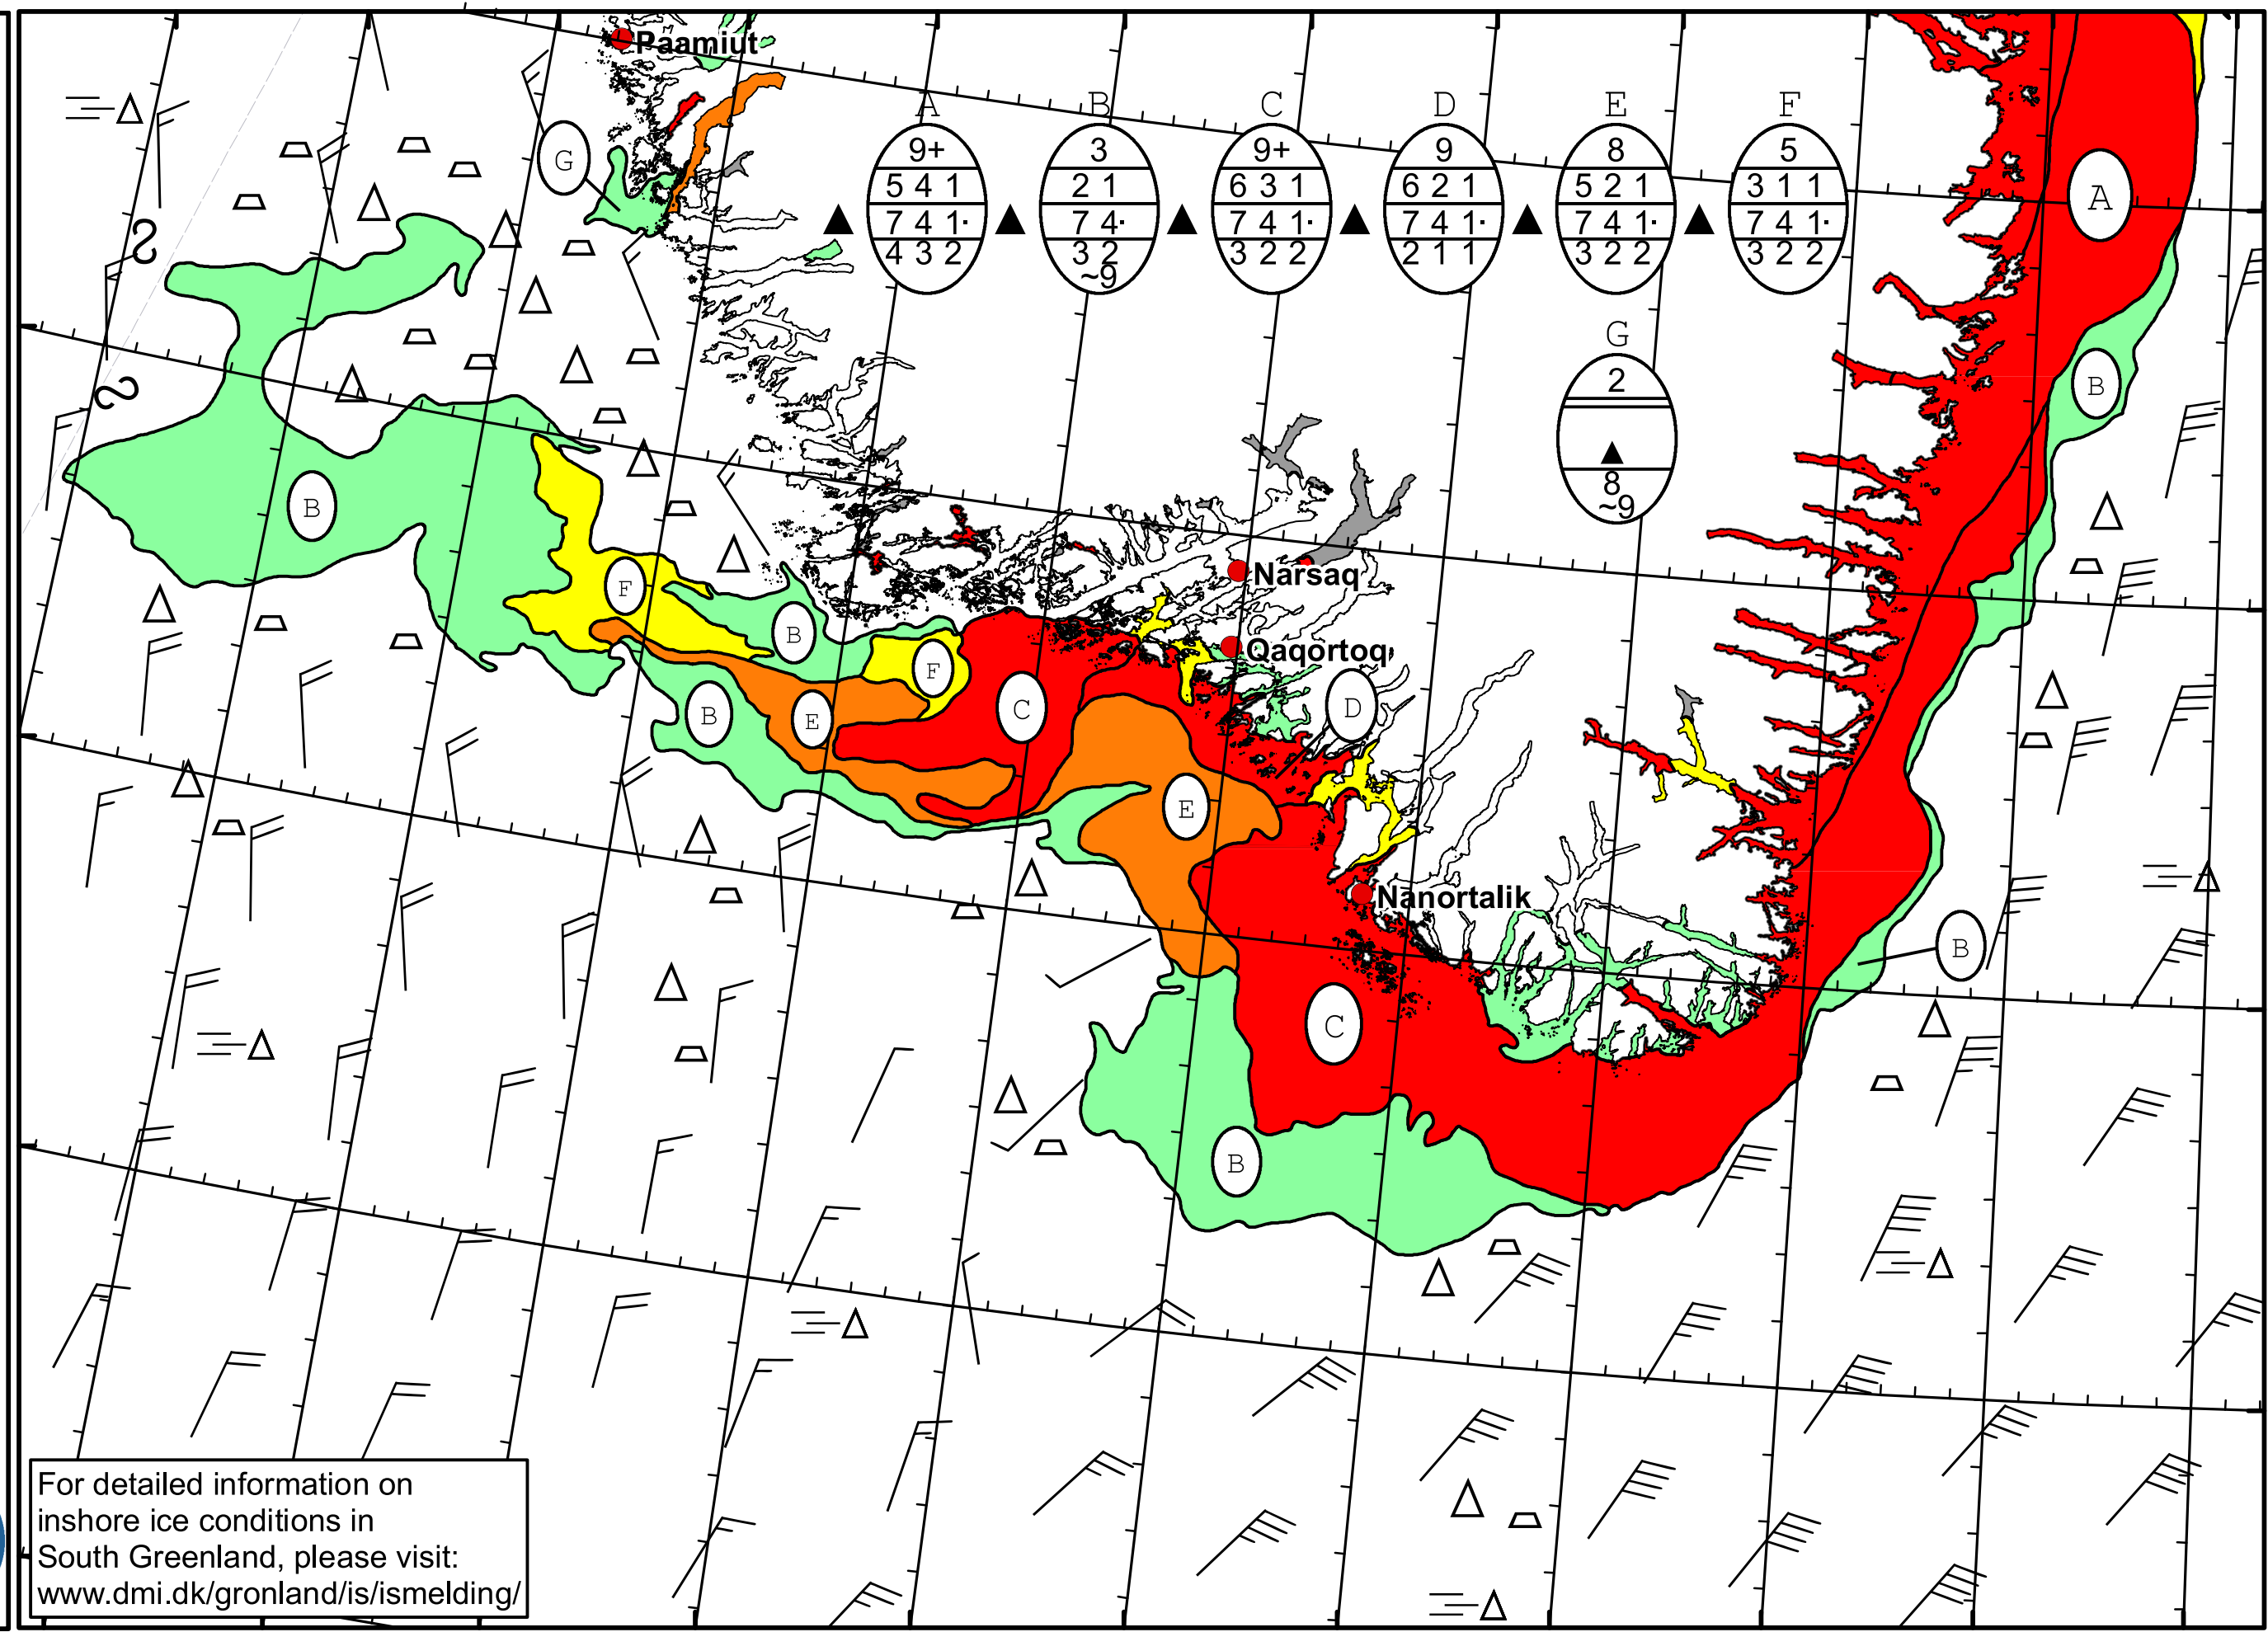 Paamiut
A B C D E F
9+ 3 9+ 9 8 5
5 4 1 2 1 6 3 1 6 2 1 5 2 1 3 1 1
7 4 1· 7 4· 7 4 1· 7 4 1· 7 4 1· 7 4 1·
4 3 2 3 2 3 2 2 2 1 1 3 2 2 3 2 2
~9
G
A
G
2
B
8
~9
B
Narsaq
F
B
Qaqortoq
F
B
E
C
D
E
Nanortalik
B
C
B
For detailed information on
inshore ice conditions in
South Greenland, please visit:
www.dmi.dk/gronland/is/ismelding/